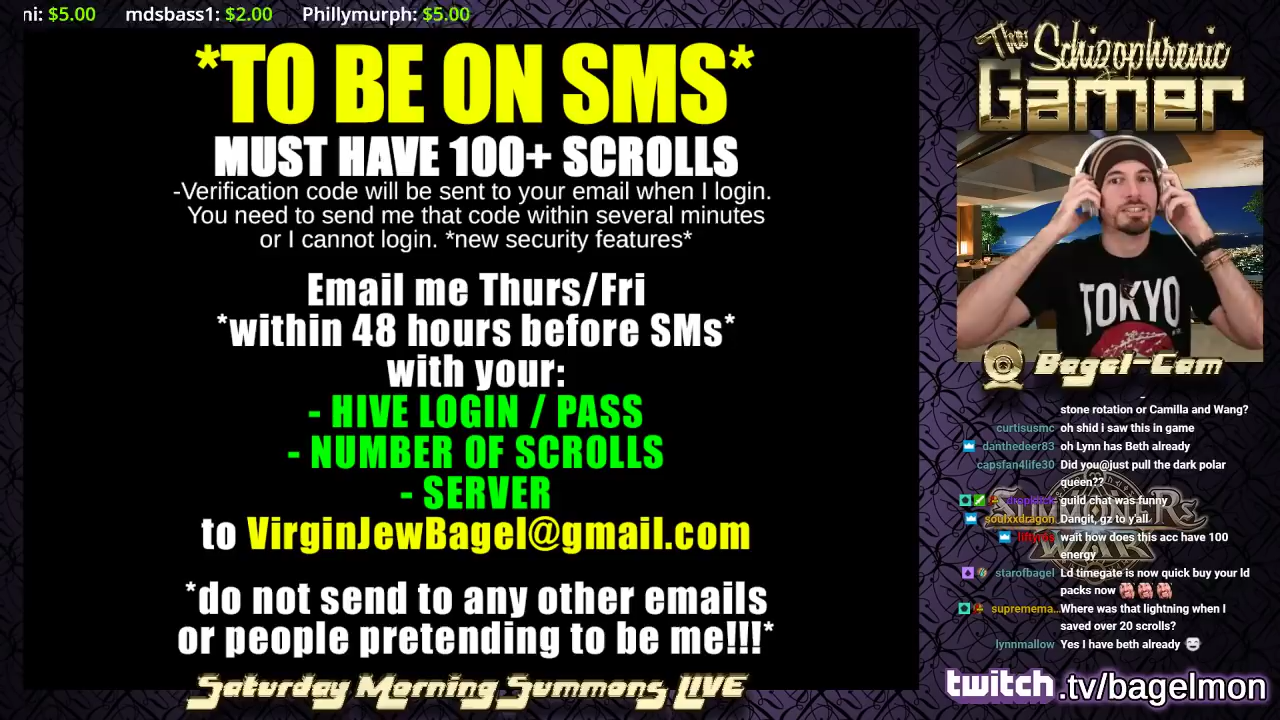 ni: $5.00 mdsbass1: $2.00 Phillymurph: $5.00
*TO BE ON SMS*
MUST HAVE 100+ SCROLLS
-Verification code will be sent to your email when I login.
You need to send me that code within several minutes
or I cannot login. *new security features*
Email me Thurs/Fri
*within 48 hours before SMs*
with your:
- HIVE LOGIN / PASS
- NUMBER OF SCROLLS
- SERVER
to VirginJewBagel@gmail.com
*do not send to any other emails
or people pretending to be me!!!*
Saturday Morning Summons LIVE
The Schizophrenic
Gamer
TOKYO
Bagel-Cam
stone rotation or Camilla and Wang?
curtisusmc oh shid i saw this in game
danthedeer83 oh Lynn has Beth already
capsfan4life30 Did you@just pull the dark polar
queen??
guild chat was funny
soulxxdragon Dangit, gz to y'all.
wait how does this acc have 100
energy
starofbagel Ld timegate is now quick buy your ld
packs now
supremema... Where was that lightning when I
saved over 20 scrolls?
lynnmallow Yes I have beth already
SUMMONERS
WAR
twitch.tv/bagelmon